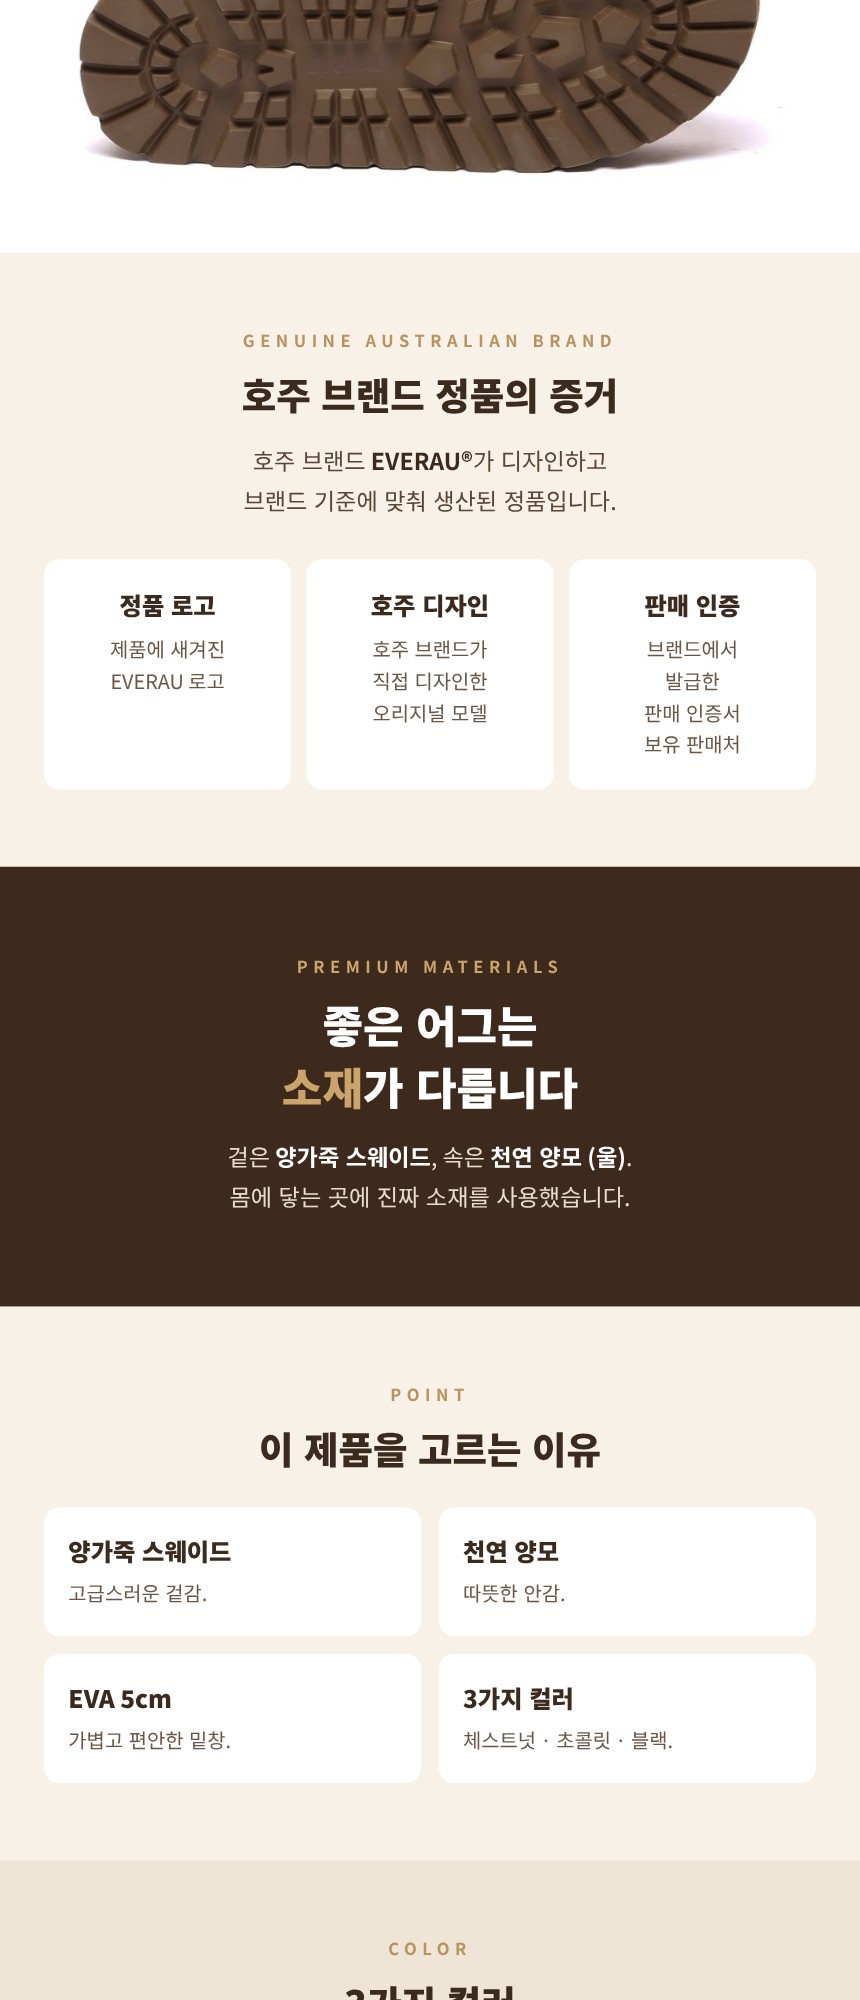 GENUINE AUSTRALIAN BRAND
호주 브랜드 정품의 증거
호주 브랜드 EVERAU®가 디자인하고
브랜드 기준에 맞춰 생산된 정품입니다.
정품 로고
제품에 새겨진
EVERAU 로고
호주 디자인
호주 브랜드가
직접 디자인한
오리지널 모델
판매 인증
브랜드에서
발급한
판매 인증서
보유 판매처
PREMIUM MATERIALS
좋은 어그는
소재가 다릅니다
겉은 양가죽 스웨이드, 속은 천연 양모 (울).
몸에 닿는 곳에 진짜 소재를 사용했습니다.
POINT
이 제품을 고르는 이유
양가죽 스웨이드
고급스러운 겉감.
천연 양모
따뜻한 안감.
EVA 5cm
가볍고 편안한 밑창.
3가지 컬러
체스트넛 · 초콜릿 · 블랙.
COLOR
3가지 컬러